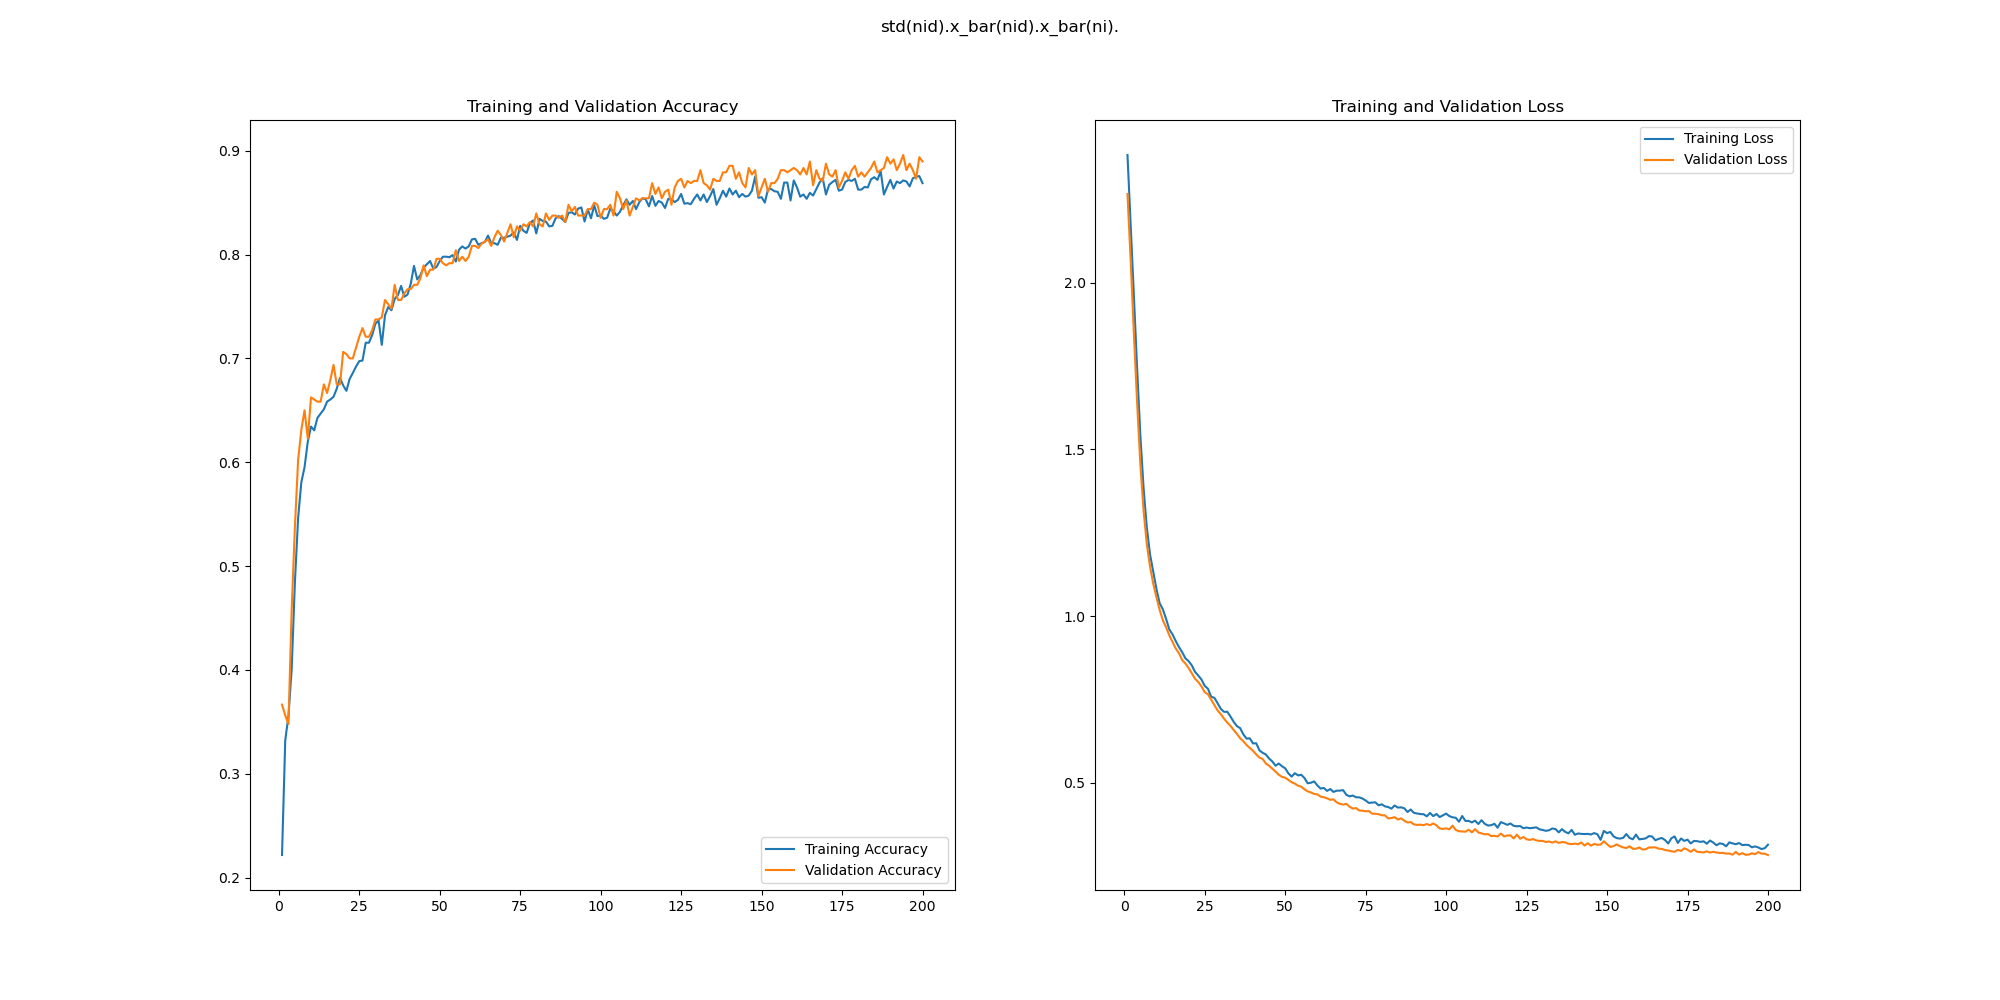 std(nid).x_bar(nid).x_bar(ni).
Training and Validation Accuracy
0.9
0.8
0.7
0.6
0.5
0.4
0.3
0.2
Training Accuracy
Validation Accuracy
0 25 50 75 100 125 150 175 200
Training and Validation Loss
Training Loss
Validation Loss
2.0
1.5
1.0
0.5
0 25 50 75 100 125 150 175 200